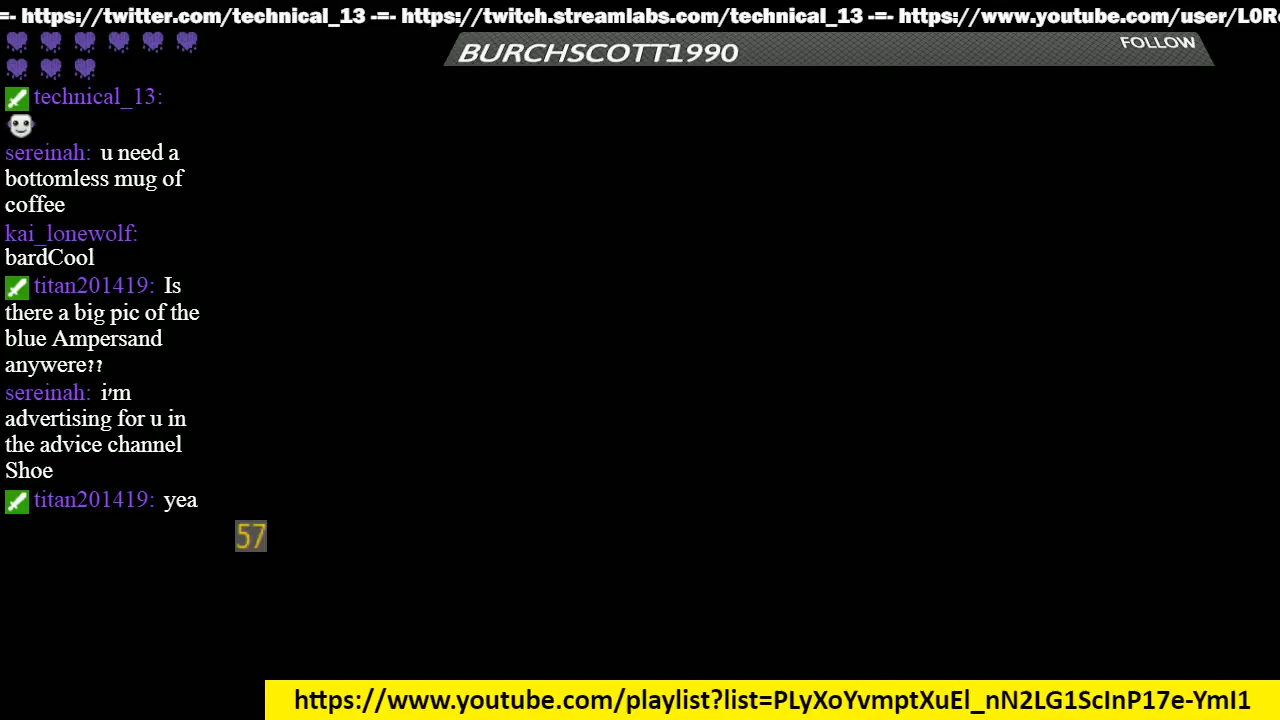 =- https://twitter.com/technical_13 -=- https://twitch.streamlabs.com/technical_13 -=- https://www.youtube.com/user/L0R
BURCHSCOTT1990
FOLLOW
technical_13:
sereinah: u need a
bottomless mug of
coffee
kai_lonewolf:
bardCool
titan201419: Is
there a big pic of the
blue Ampersand
anywere??
sereinah: i'm
advertising for u in
the advice channel
Shoe
titan201419: yea
57
https://www.youtube.com/playlist?list=PLyXoYvmptXuEl_nN2LG1ScInP17e-YmI1